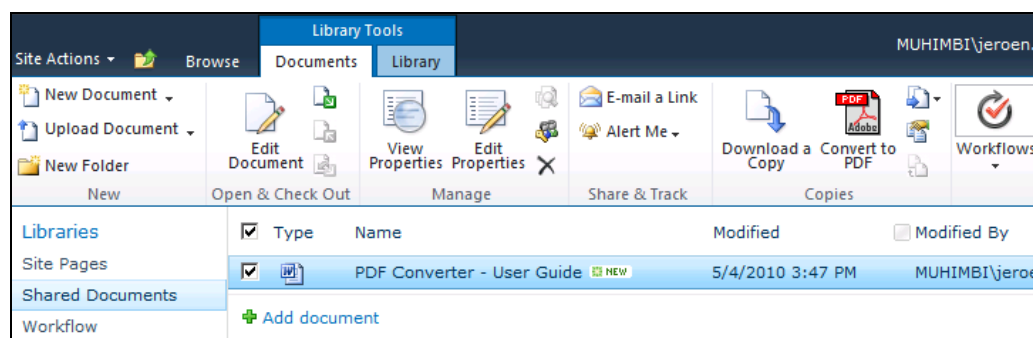 Library Tools
MUHIMBI\jeroen.
Site Actions Browse Documents Library
New Document
Upload Document
New Folder
New
Edit Document
Open & Check Out
View Properties
Edit Properties
Manage
E-mail a Link
Alert Me
Share & Track
Download a Copy
PDF
Adobe
Convert to PDF
Copies
Workflows
Libraries
Site Pages
Shared Documents
Workflow
Type Name Modified Modified By
PDF Converter - User Guide NEW 5/4/2010 3:47 PM MUHIMBI\jeroe
Add document